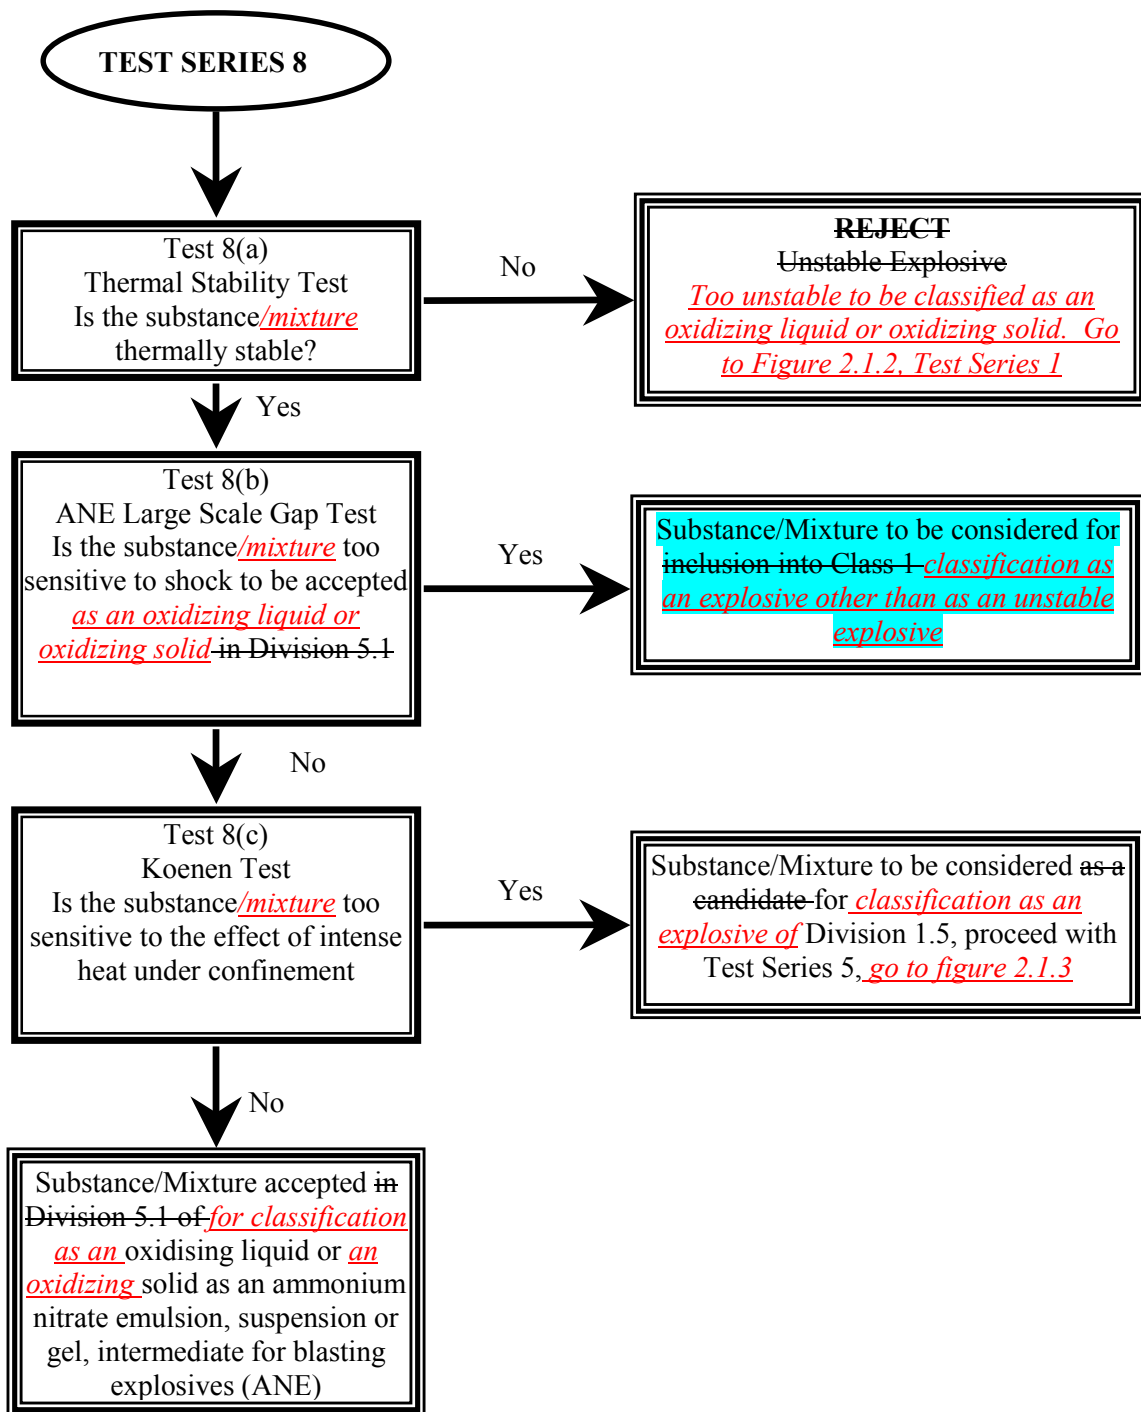 TEST SERIES 8
Test 8(a)
Thermal Stability Test
Is the substance/mixture
thermally stable?
No
REJECT
Unstable Explosive
Too unstable to be classified as an
oxidizing liquid or oxidizing solid. Go
to Figure 2.1.2, Test Series 1
Yes
Test 8(b)
ANE Large Scale Gap Test
Is the substance/mixture too
sensitive to shock to be accepted
as an oxidizing liquid or
oxidizing solid in Division 5.1
Yes
Substance/Mixture to be considered for
inclusion into Class 1 classification as
an explosive other than as an unstable
explosive
No
Test 8(c)
Koenen Test
Is the substance/mixture too
sensitive to the effect of intense
heat under confinement
Yes
Substance/Mixture to be considered as a
candidate for classification as an
explosive of Division 1.5, proceed with
Test Series 5, go to figure 2.1.3
No
Substance/Mixture accepted in
Division 5.1 of for classification
as an oxidising liquid or an
oxidizing solid as an ammonium
nitrate emulsion, suspension or
gel, intermediate for blasting
explosives (ANE)